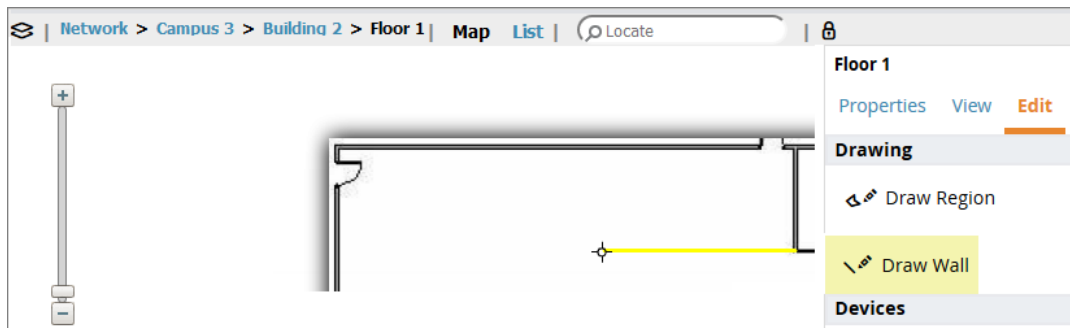 | Network > Campus 3 > Building 2 > Floor 1 | Map List | Locate |
Floor 1
Properties View Edit
Drawing
Draw Region
Draw Wall
Devices